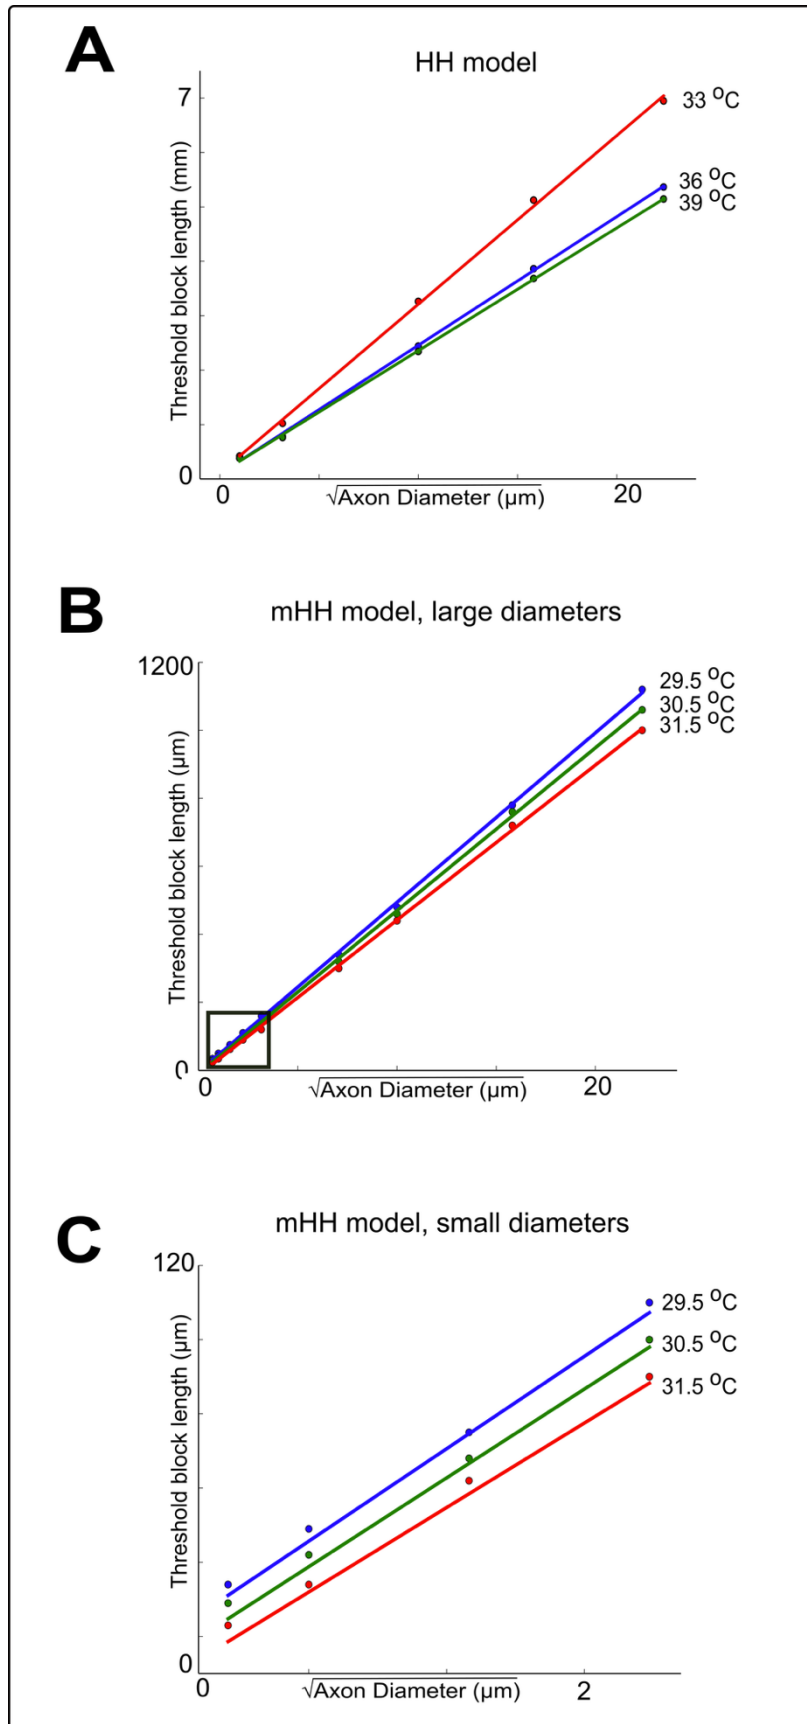 A
HH model
7
33 °C
36 °C
39 °C
Threshold block length (mm)
0
0
√Axon Diameter (µm)
20
B
mHH model, large diameters
1200
29.5 °C
30.5 °C
31.5 °C
Threshold block length (µm)
0
0
√Axon Diameter (µm)
20
C
mHH model, small diameters
120
29.5 °C
30.5 °C
31.5 °C
Threshold block length (µm)
0
0
√Axon Diameter (µm)
2